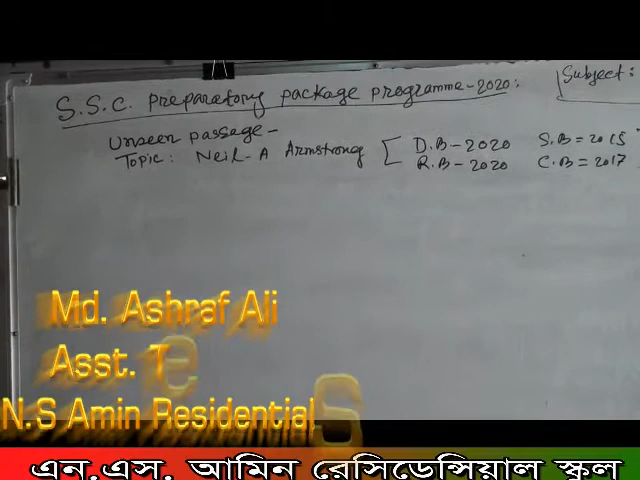 S.S.C. Preparatory package programme-2020:
Subject:
Unseen passage-
Topic: Neil-A Armstrong [ D.B-2020 S.B=2015
R.B-2020 C.B=2017
Md. Ashraf Ali
Asst. T e
N.S Amin Residential S
এন.এস. আমিন রেসিডেন্সিয়াল স্কুল